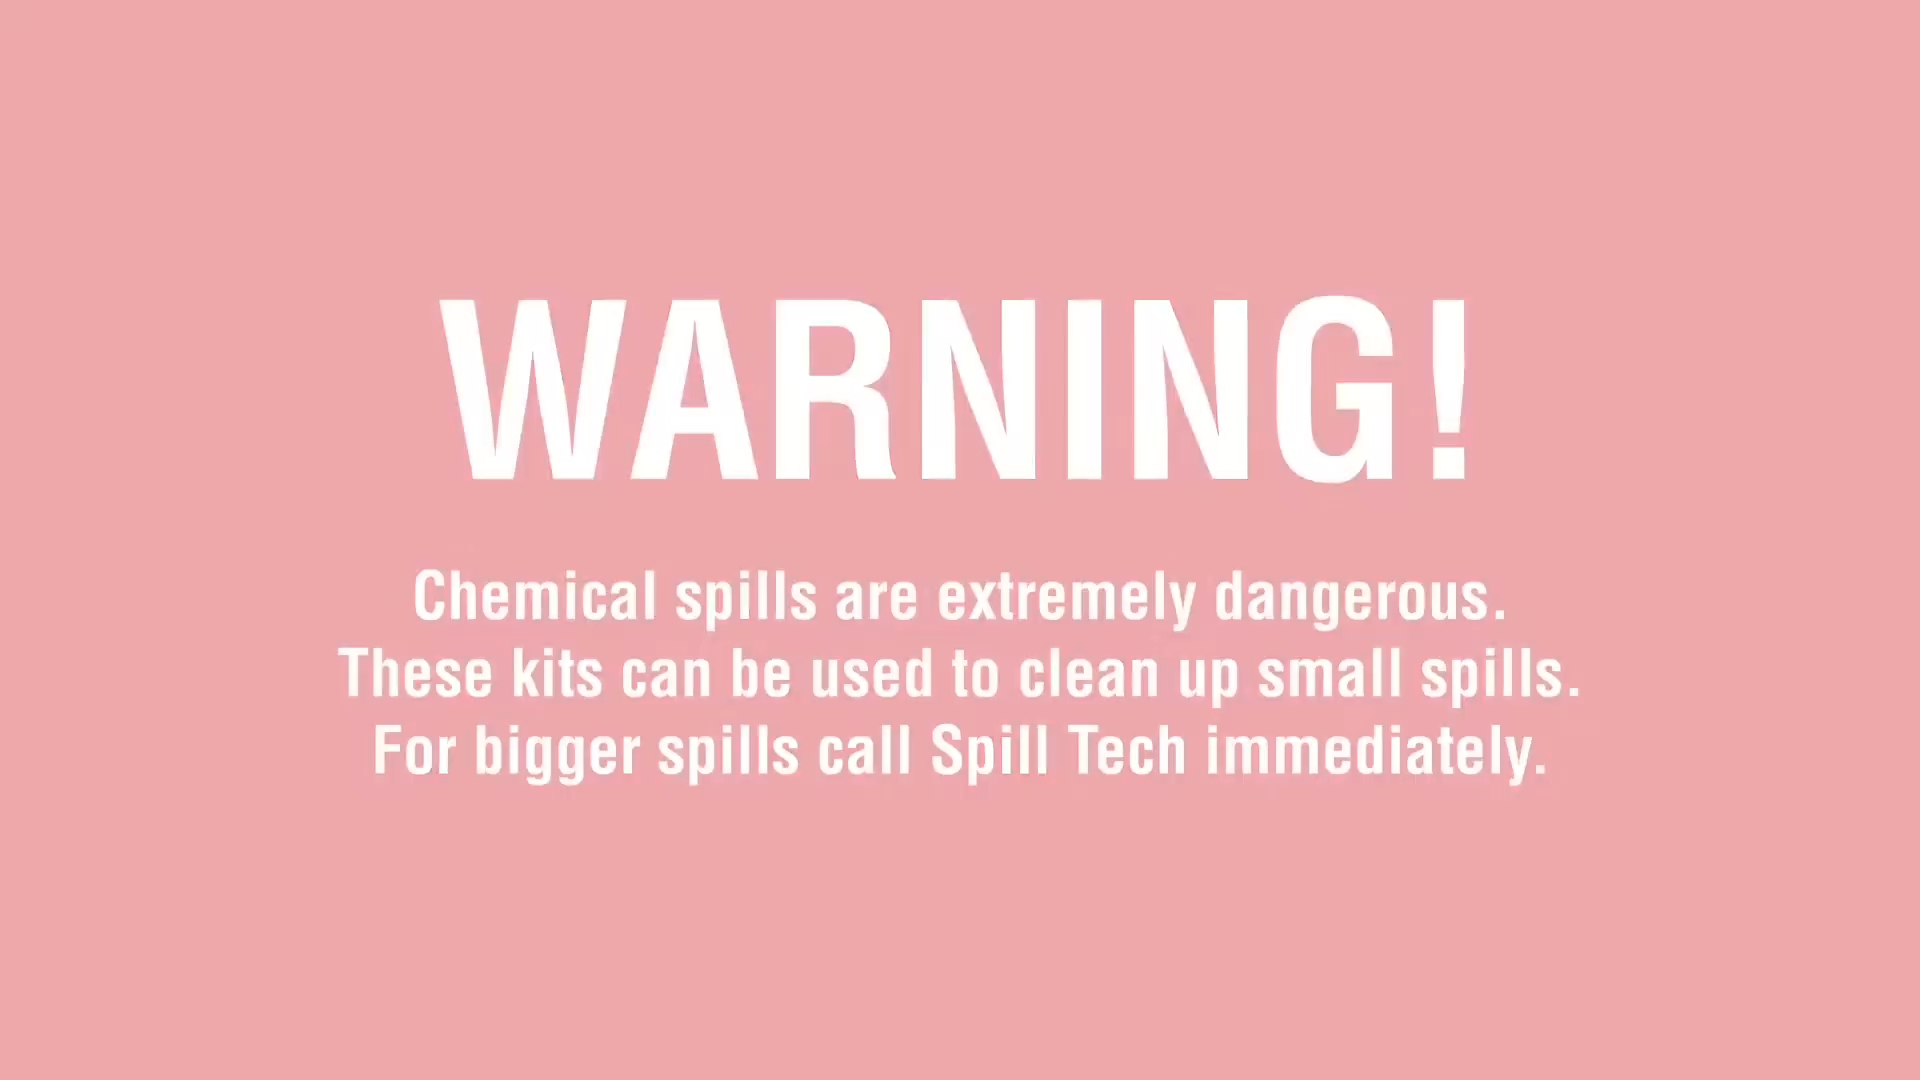 WARNING!
Chemical spills are extremely dangerous.
These kits can be used to clean up small spills.
For bigger spills call Spill Tech immediately.